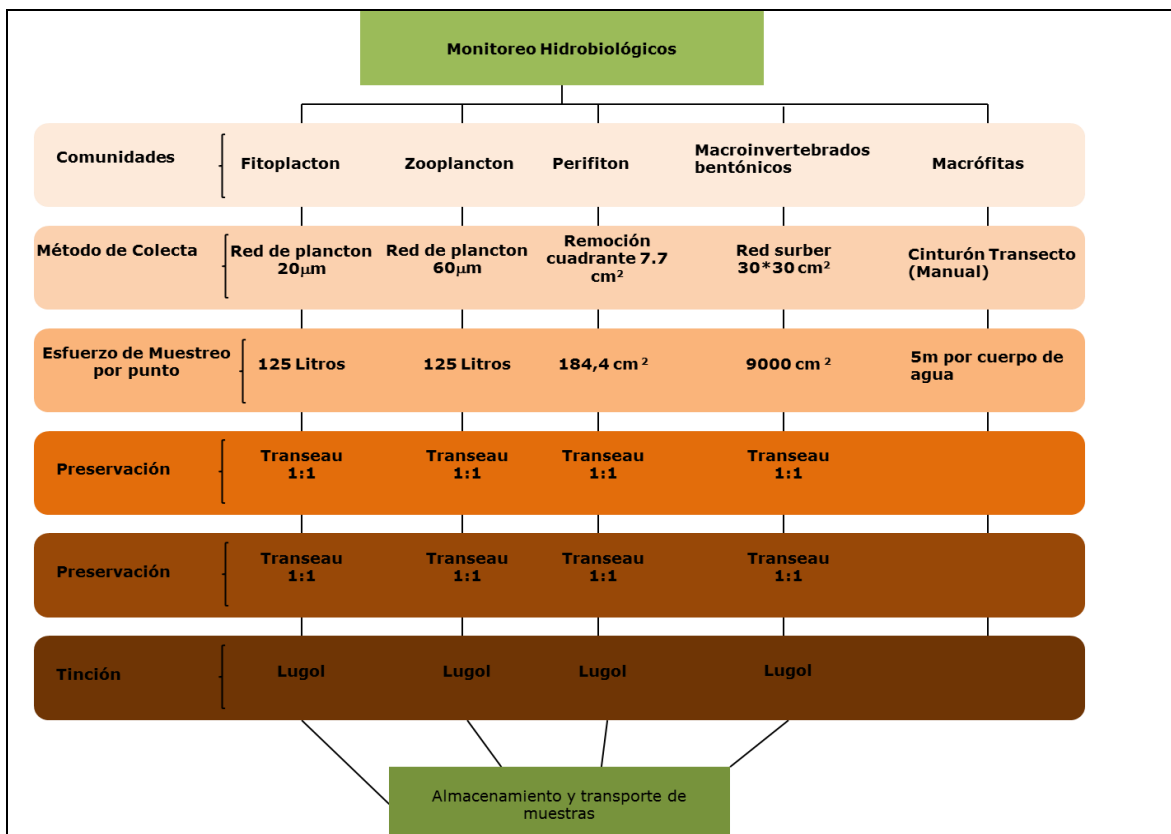 Monitoreo Hidrobiológicos
Comunidades
Fitoplacton
Zooplancton
Perifiton
Macroinvertebrados
bentónicos
Macrófitas
Método de Colecta
Red de plancton
20µm
Red de plancton
60µm
Remoción
cuadrante 7.7
cm²
Red surber
30*30 cm²
Cinturón Transecto
(Manual)
Esfuerzo de Muestreo
por punto
125 Litros
125 Litros
184,4 cm ²
9000 cm ²
5m por cuerpo de
agua
Preservación
Transeau
1:1
Transeau
1:1
Transeau
1:1
Transeau
1:1
Preservación
Transeau
1:1
Transeau
1:1
Transeau
1:1
Transeau
1:1
Tinción
Lugol
Lugol
Lugol
Lugol
Almacenamiento y transporte de
muestras